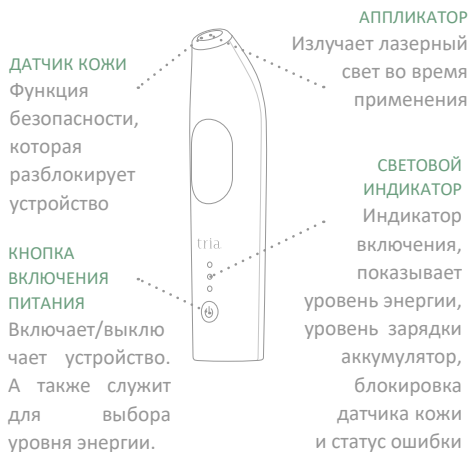 ДАТЧИК КОЖИ
Функция
безопасности,
которая
разблокирует
устройство
КНОПКА
ВКЛЮЧЕНИЯ
ПИТАНИЯ
Включает/выклю
чает устройство.
А также служит
для выбора
уровня энергии.
tria
АППЛИКАТОР
Излучает лазерный
свет во время
применения
СВЕТОВОЙ
ИНДИКАТОР
Индикатор
включения,
показывает
уровень энергии,
уровень зарядки
аккумулятор,
блокировка
датчика кожи
и статус ошибки